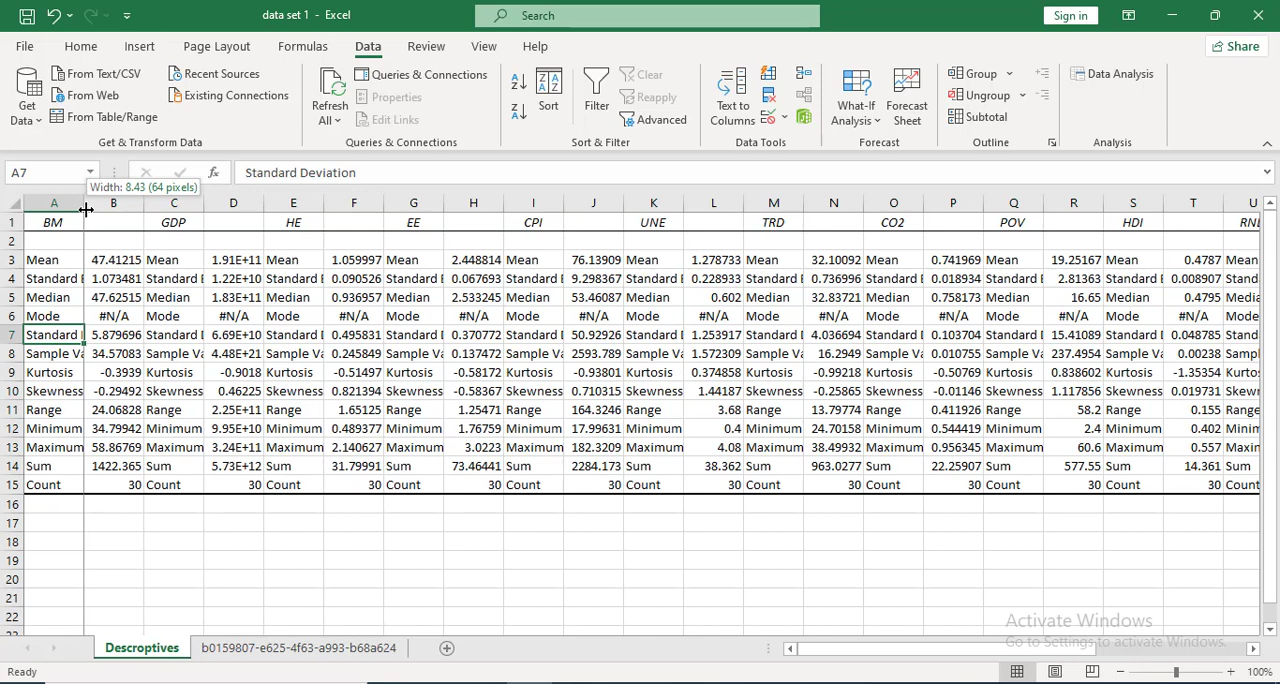 data set 1 - Excel
Search
Sign in
File Home Insert Page Layout Formulas Data Review View Help
Share
Get Data
From Text/CSV
From Web
From Table/Range
Recent Sources
Existing Connections
Get & Transform Data
Refresh All
Queries & Connections
Properties
Edit Links
Queries & Connections
Sort
Filter
Clear
Reapply
Advanced
Sort & Filter
Text to Columns
Data Tools
What-If Analysis
Forecast Sheet
Forecast
Group
Ungroup
Subtotal
Outline
Data Analysis
Analysis
A7 fx Standard Deviation
Width: 8.43 (64 pixels)
A B C D E F G H I J K L M N O P Q R S T U
1 BM GDP HE EE CPI UNE TRD CO2 POV HDI RNE
2
3 Mean 47.41215 Mean 1.91E+11 Mean 1.059997 Mean 2.448814 Mean 76.13909 Mean 1.278733 Mean 32.10092 Mean 0.741969 Mean 19.25167 Mean 0.4787 Mean
4 Standard E 1.073481 Standard E 1.22E+10 Standard E 0.090526 Standard E 0.067693 Standard E 9.298367 Standard E 0.228933 Standard E 0.736996 Standard E 0.018934 Standard E 2.81363 Standard E 0.008907 Stand
5 Median 47.62515 Median 1.83E+11 Median 0.936957 Median 2.533245 Median 53.46087 Median 0.602 Median 32.83721 Median 0.758173 Median 16.65 Median 0.4795 Media
6 Mode #N/A Mode #N/A Mode #N/A Mode #N/A Mode #N/A Mode #N/A Mode #N/A Mode #N/A Mode #N/A Mode #N/A Mode
7 Standard D 5.879696 Standard D 6.69E+10 Standard D 0.495831 Standard D 0.370772 Standard D 50.92926 Standard D 1.253917 Standard D 4.036694 Standard D 0.103704 Standard D 15.41089 Standard D 0.048785 Stand
8 Sample Va 34.57083 Sample Va 4.48E+21 Sample Va 0.245849 Sample Va 0.137472 Sample Va 2593.789 Sample Va 1.572309 Sample Va 16.2949 Sample Va 0.010755 Sample Va 237.4954 Sample Va 0.00238 Samp
9 Kurtosis -0.3939 Kurtosis -0.9018 Kurtosis -0.51497 Kurtosis -0.58172 Kurtosis -0.93801 Kurtosis 0.374858 Kurtosis -0.99218 Kurtosis -0.50769 Kurtosis 0.838602 Kurtosis -1.35354 Kurto
10 Skewness -0.29492 Skewness 0.46225 Skewness 0.821394 Skewness -0.58367 Skewness 0.710315 Skewness 1.44187 Skewness -0.25865 Skewness -0.01146 Skewness 1.117856 Skewness 0.019731 Skew
11 Range 24.06828 Range 2.25E+11 Range 1.65125 Range 1.25471 Range 164.3246 Range 3.68 Range 13.79774 Range 0.411926 Range 58.2 Range 0.155 Range
12 Minimum 34.79942 Minimum 9.95E+10 Minimum 0.489377 Minimum 1.76759 Minimum 17.99631 Minimum 0.4 Minimum 24.70158 Minimum 0.544419 Minimum 2.4 Minimum 0.402 Minim
13 Maximum 58.86769 Maximum 3.24E+11 Maximum 2.140627 Maximum 3.0223 Maximum 182.3209 Maximum 4.08 Maximum 38.49932 Maximum 0.956345 Maximum 60.6 Maximum 0.557 Maxim
14 Sum 1422.365 Sum 5.73E+12 Sum 31.79991 Sum 73.46441 Sum 2284.173 Sum 38.362 Sum 963.0277 Sum 22.25907 Sum 577.55 Sum 14.361 Sum
15 Count 30 Count 30 Count 30 Count 30 Count 30 Count 30 Count 30 Count 30 Count 30 Count 30 Count
16
17
18
19
20
21
22
Activate Windows
Go to Settings to activate Windows.
Descroptives
Ready
100%